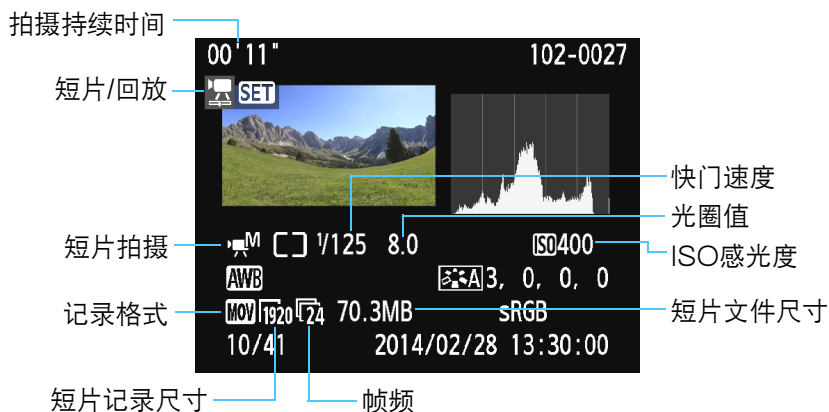 拍摄持续时间
00'11" 102-0027
短片/回放
SET
快门速度
光圈值
短片拍摄
M 1/125 8.0 ISO 400
ISO感光度
AWB A 3, 0, 0, 0
记录格式
MOV 1920 24 70.3MB sRGB
短片文件尺寸
10/41 2014/02/28 13:30:00
短片记录尺寸 帧频